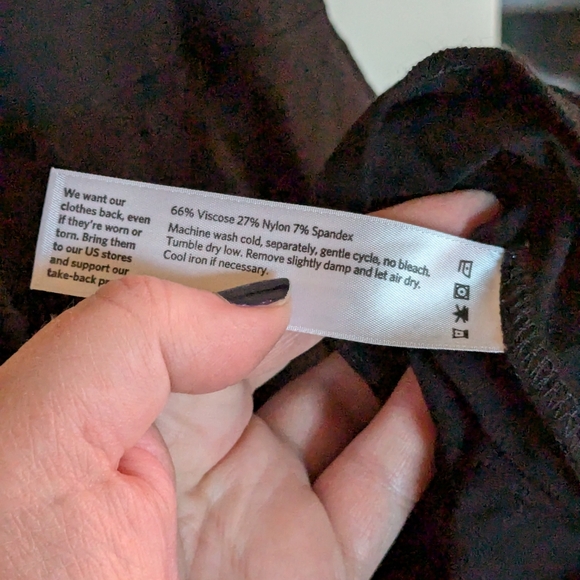 We want our
clothes back, even
if they're worn or
torn. Bring them
to our US stores
and support our
take-back
66% Viscose 27% Nylon 7% Spandex
Machine wash cold, separately, gentle cycle, no bleach.
Tumble dry low. Remove slightly damp and let air dry.
Cool iron if necessary.